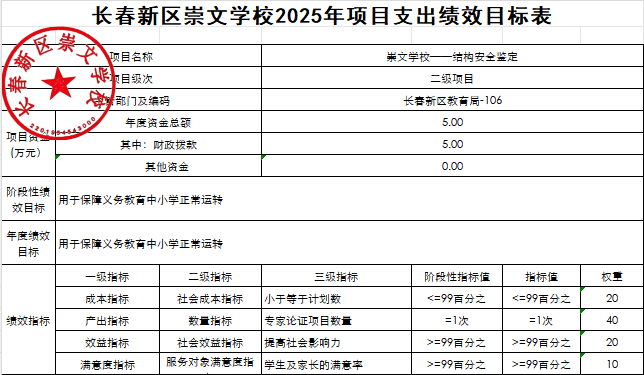 长春新区崇文学校2025年项目支出绩效目标表
项目名称 崇文学校——结构安全鉴定
项目级次 二级项目
部门及编码 长春新区教育局-106
项目资金(万元) 年度资金总额 5.00
其中：财政拨款 5.00
其他资金 0.00
阶段性绩效目标 用于保障义务教育中小学正常运转
年度绩效目标 用于保障义务教育中小学正常运转
绩效指标 一级指标 二级指标 三级指标 阶段性指标值 指标值 权重
成本指标 社会成本指标 小于等于计划数 <=99百分之 <=99百分之 20
产出指标 数量指标 专家论证项目数量 =1次 =1次 40
效益指标 社会效益指标 提高社会影响力 >=99百分之 >=99百分之 20
满意度指标 服务对象满意度指 学生及家长的满意率 >=99百分之 >=99百分之 10
长春新区崇文学校